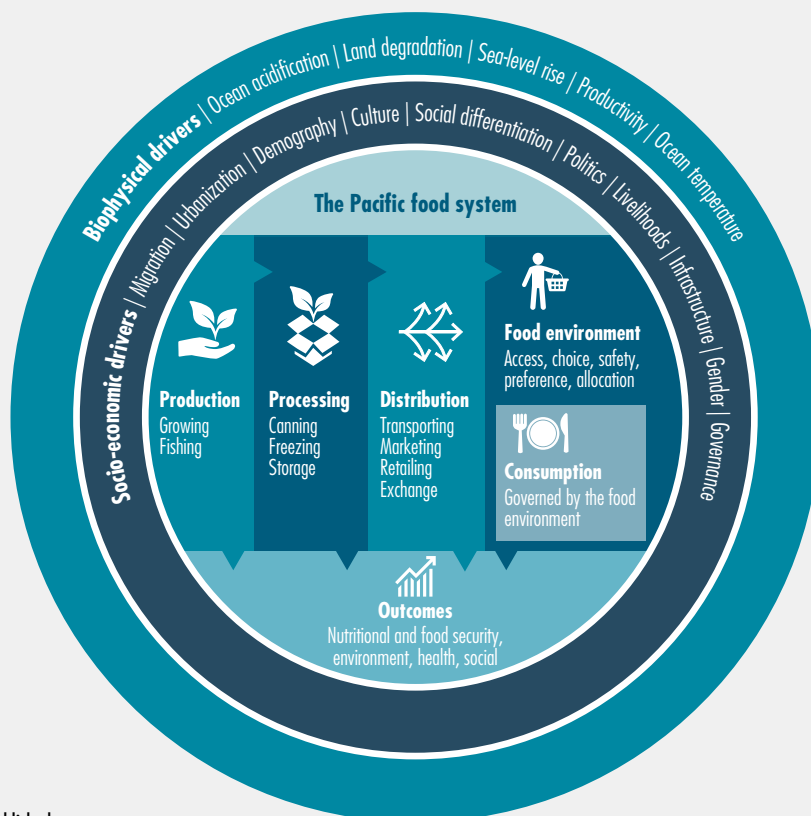 Biophysical drivers | Ocean acidification | Land degradation | Sea-level rise | Productivity | Ocean temperature
Socio-economic drivers | Migration | Urbanization | Demography | Culture | Social differentiation | Politics | Livelihoods | Infrastructure | Gender | Governance
The Pacific food system
Production
Growing
Fishing
Processing
Canning
Freezing
Storage
Distribution
Transporting
Marketing
Retailing
Exchange
Food environment
Access, choice, safety,
preference, allocation
Consumption
Governed by the food
environment
Outcomes
Nutritional and food security,
environment, health, social